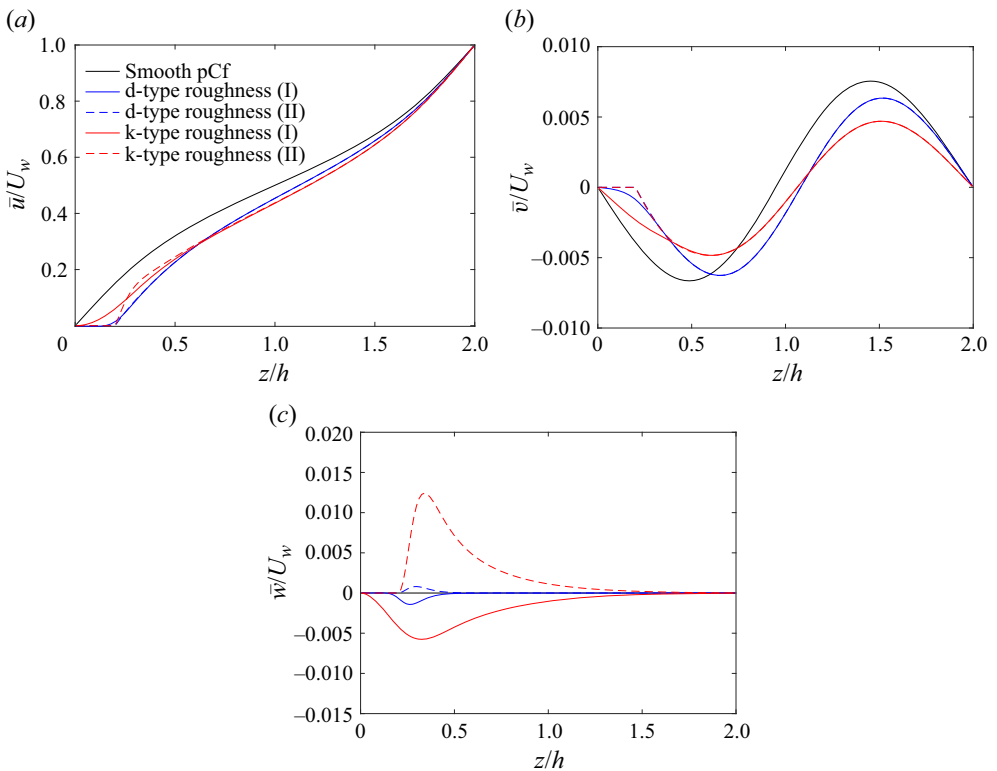 (a)
1.0
0.8
0.6
0.4
0.2
0
0.5
1.0
1.5
2.0
ū/U_w
z/h
Smooth pCf
d-type roughness (I)
d-type roughness (II)
k-type roughness (I)
k-type roughness (II)
(b)
0.010
0.005
0
–0.005
–0.010
0
0.5
1.0
1.5
2.0
v̄/U_w
z/h
(c)
0.020
0.015
0.010
0.005
0
–0.005
–0.010
–0.015
0
0.5
1.0
1.5
2.0
w̄/U_w
z/h